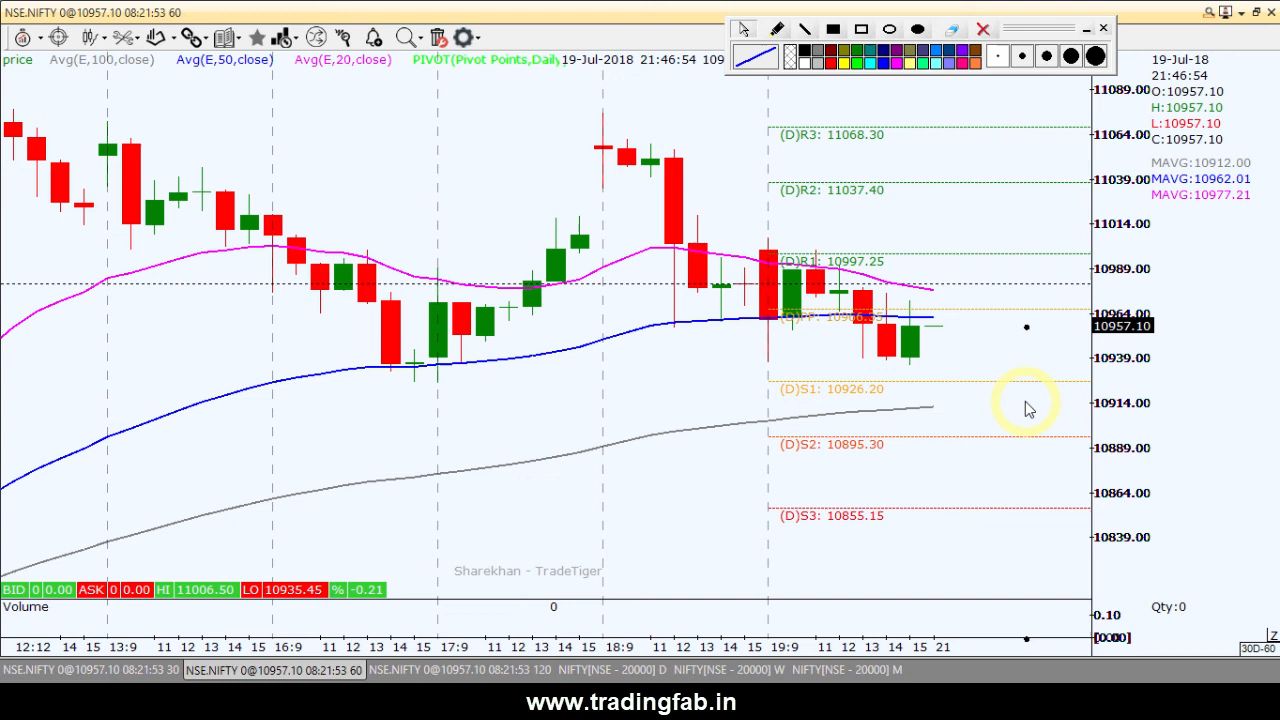 NSE.NIFTY 0@10957.10 08:21:53 60
price Avg(E,100,close) Avg(E,50,close) Avg(E,20,close) PIVOT(Pivot Points,Daily 19-Jul-2018 21:46:54 109
19-Jul-18
21:46:54
O:10957.10
H:10957.10
L:10957.10
C:10957.10
MAVG:10912.00
MAVG:10962.01
MAVG:10977.21
11089.00
11064.00
11039.00
11014.00
10989.00
10964.00
10957.10
10939.00
10914.00
10889.00
10864.00
10839.00
(D)R3: 11068.30
(D)R2: 11037.40
(D)R1: 10997.25
(D)S1: 10926.20
(D)S2: 10895.30
(D)S3: 10855.15
Sharekhan - TradeTiger
BID 0 0.00 ASK 0 0.00 HI 11006.50 LO 10935.45 % -0.21
Volume 0
0.10
Qty:0
12:12 14 15 13:9 11 12 13 14 15 16:9 11 12 13 14 15 17:9 11 12 13 14 15 18:9 11 12 13 14 15 19:9 11 12 13 14 15 21
30D-60
NSE.NIFTY 0@10957.10 08:21:53 30 NSE.NIFTY 0@10957.10 08:21:53 60 NSE.NIFTY 0@10957.10 08:21:53 120 NIFTY[NSE - 20000] D NIFTY[NSE - 20000] W NIFTY[NSE - 20000] M
www.tradingfab.in